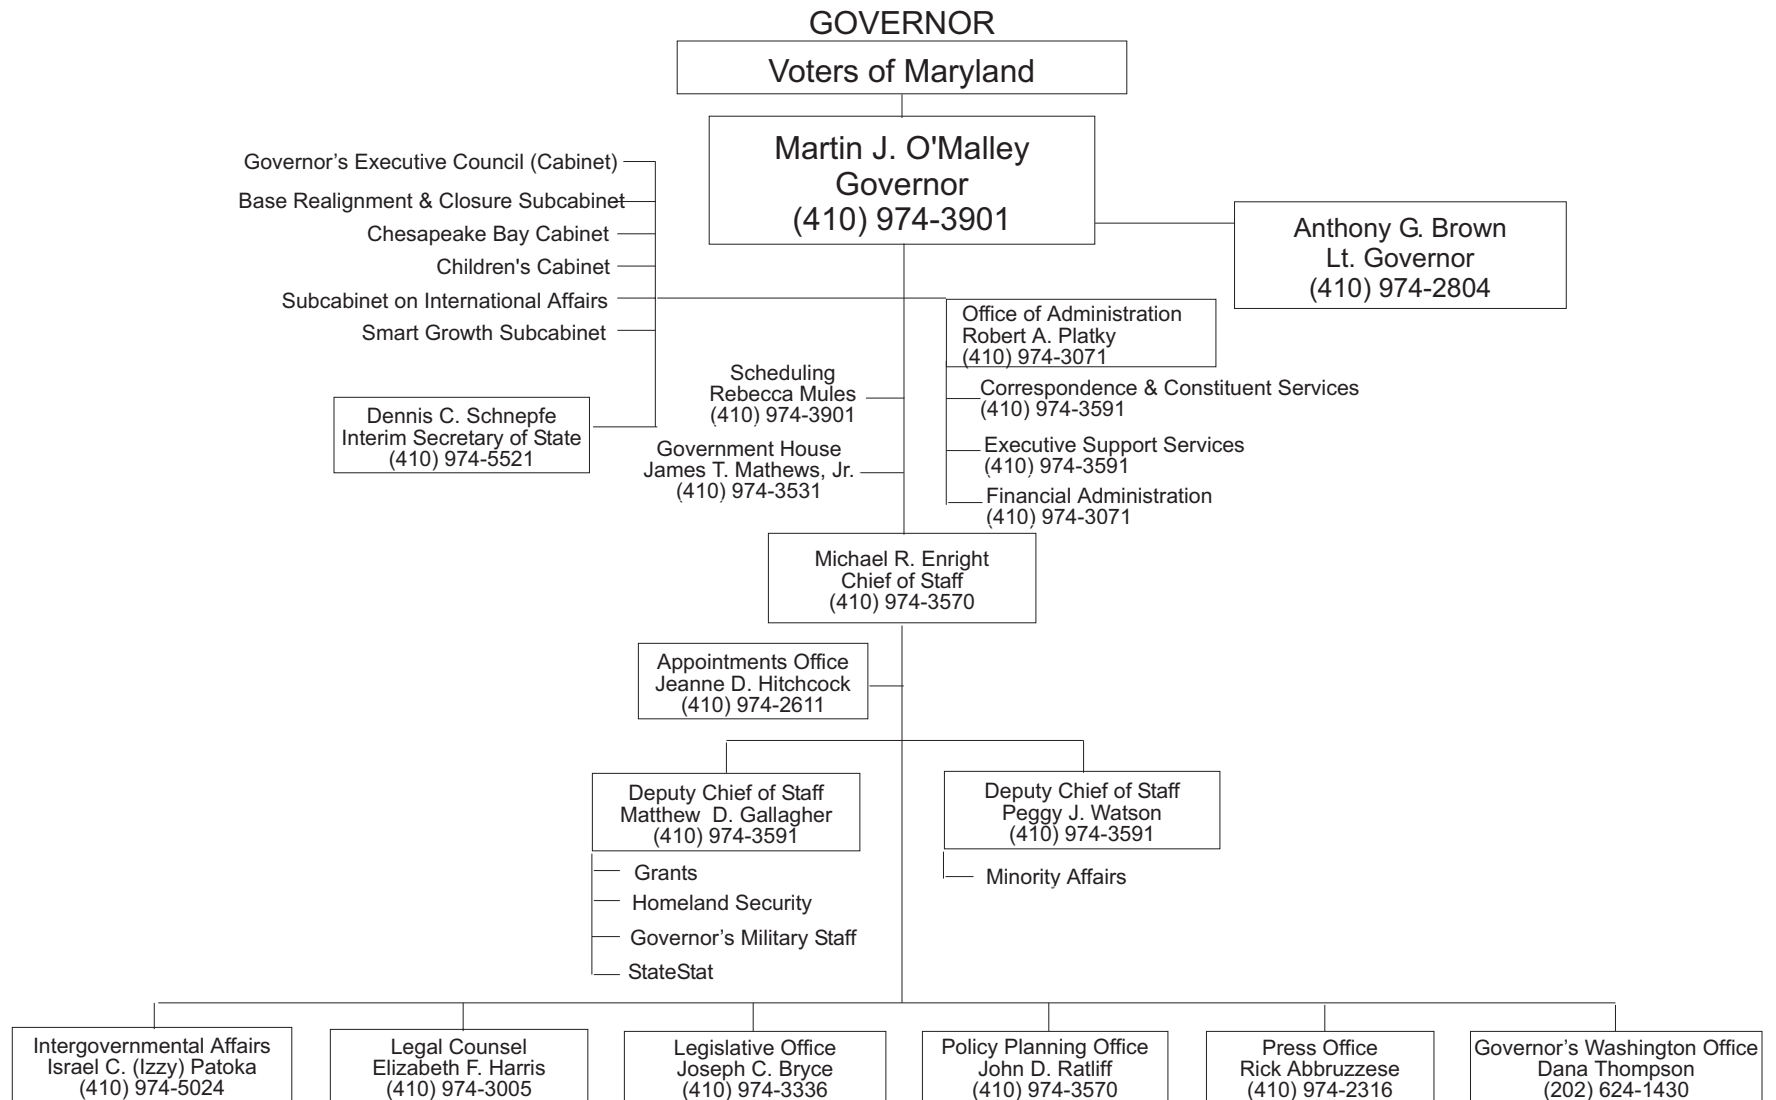 GOVERNOR
Voters of Maryland
Martin J. O'Malley
Governor
(410) 974-3901
Governor’s Executive Council (Cabinet)
Base Realignment & Closure Subcabinet
Chesapeake Bay Cabinet
Children's Cabinet
Subcabinet on International Affairs
Smart Growth Subcabinet
Anthony G. Brown
Lt. Governor
(410) 974-2804
Office of Administration
Robert A. Platky
(410) 974-3071
Scheduling
Rebecca Mules
(410) 974-3901
Correspondence & Constituent Services
(410) 974-3591
Dennis C. Schnepfe
Interim Secretary of State
(410) 974-5521
Government House
James T. Mathews, Jr.
(410) 974-3531
Executive Support Services
(410) 974-3591
Financial Administration
(410) 974-3071
Michael R. Enright
Chief of Staff
(410) 974-3570
Appointments Office
Jeanne D. Hitchcock
(410) 974-2611
Deputy Chief of Staff
Matthew  D. Gallagher
(410) 974-3591
Grants
Homeland Security
Governor’s Military Staff
StateStat
Deputy Chief of Staff
Peggy J. Watson
(410) 974-3591
Minority Affairs
Intergovernmental Affairs
Israel C. (Izzy) Patoka
(410) 974-5024
Legal Counsel
Elizabeth F. Harris
(410) 974-3005
Legislative Office
Joseph C. Bryce
(410) 974-3336
Policy Planning Office
John D. Ratliff
(410) 974-3570
Press Office
Rick Abbruzzese
(410) 974-2316
Governor’s Washington Office
Dana Thompson
(202) 624-1430